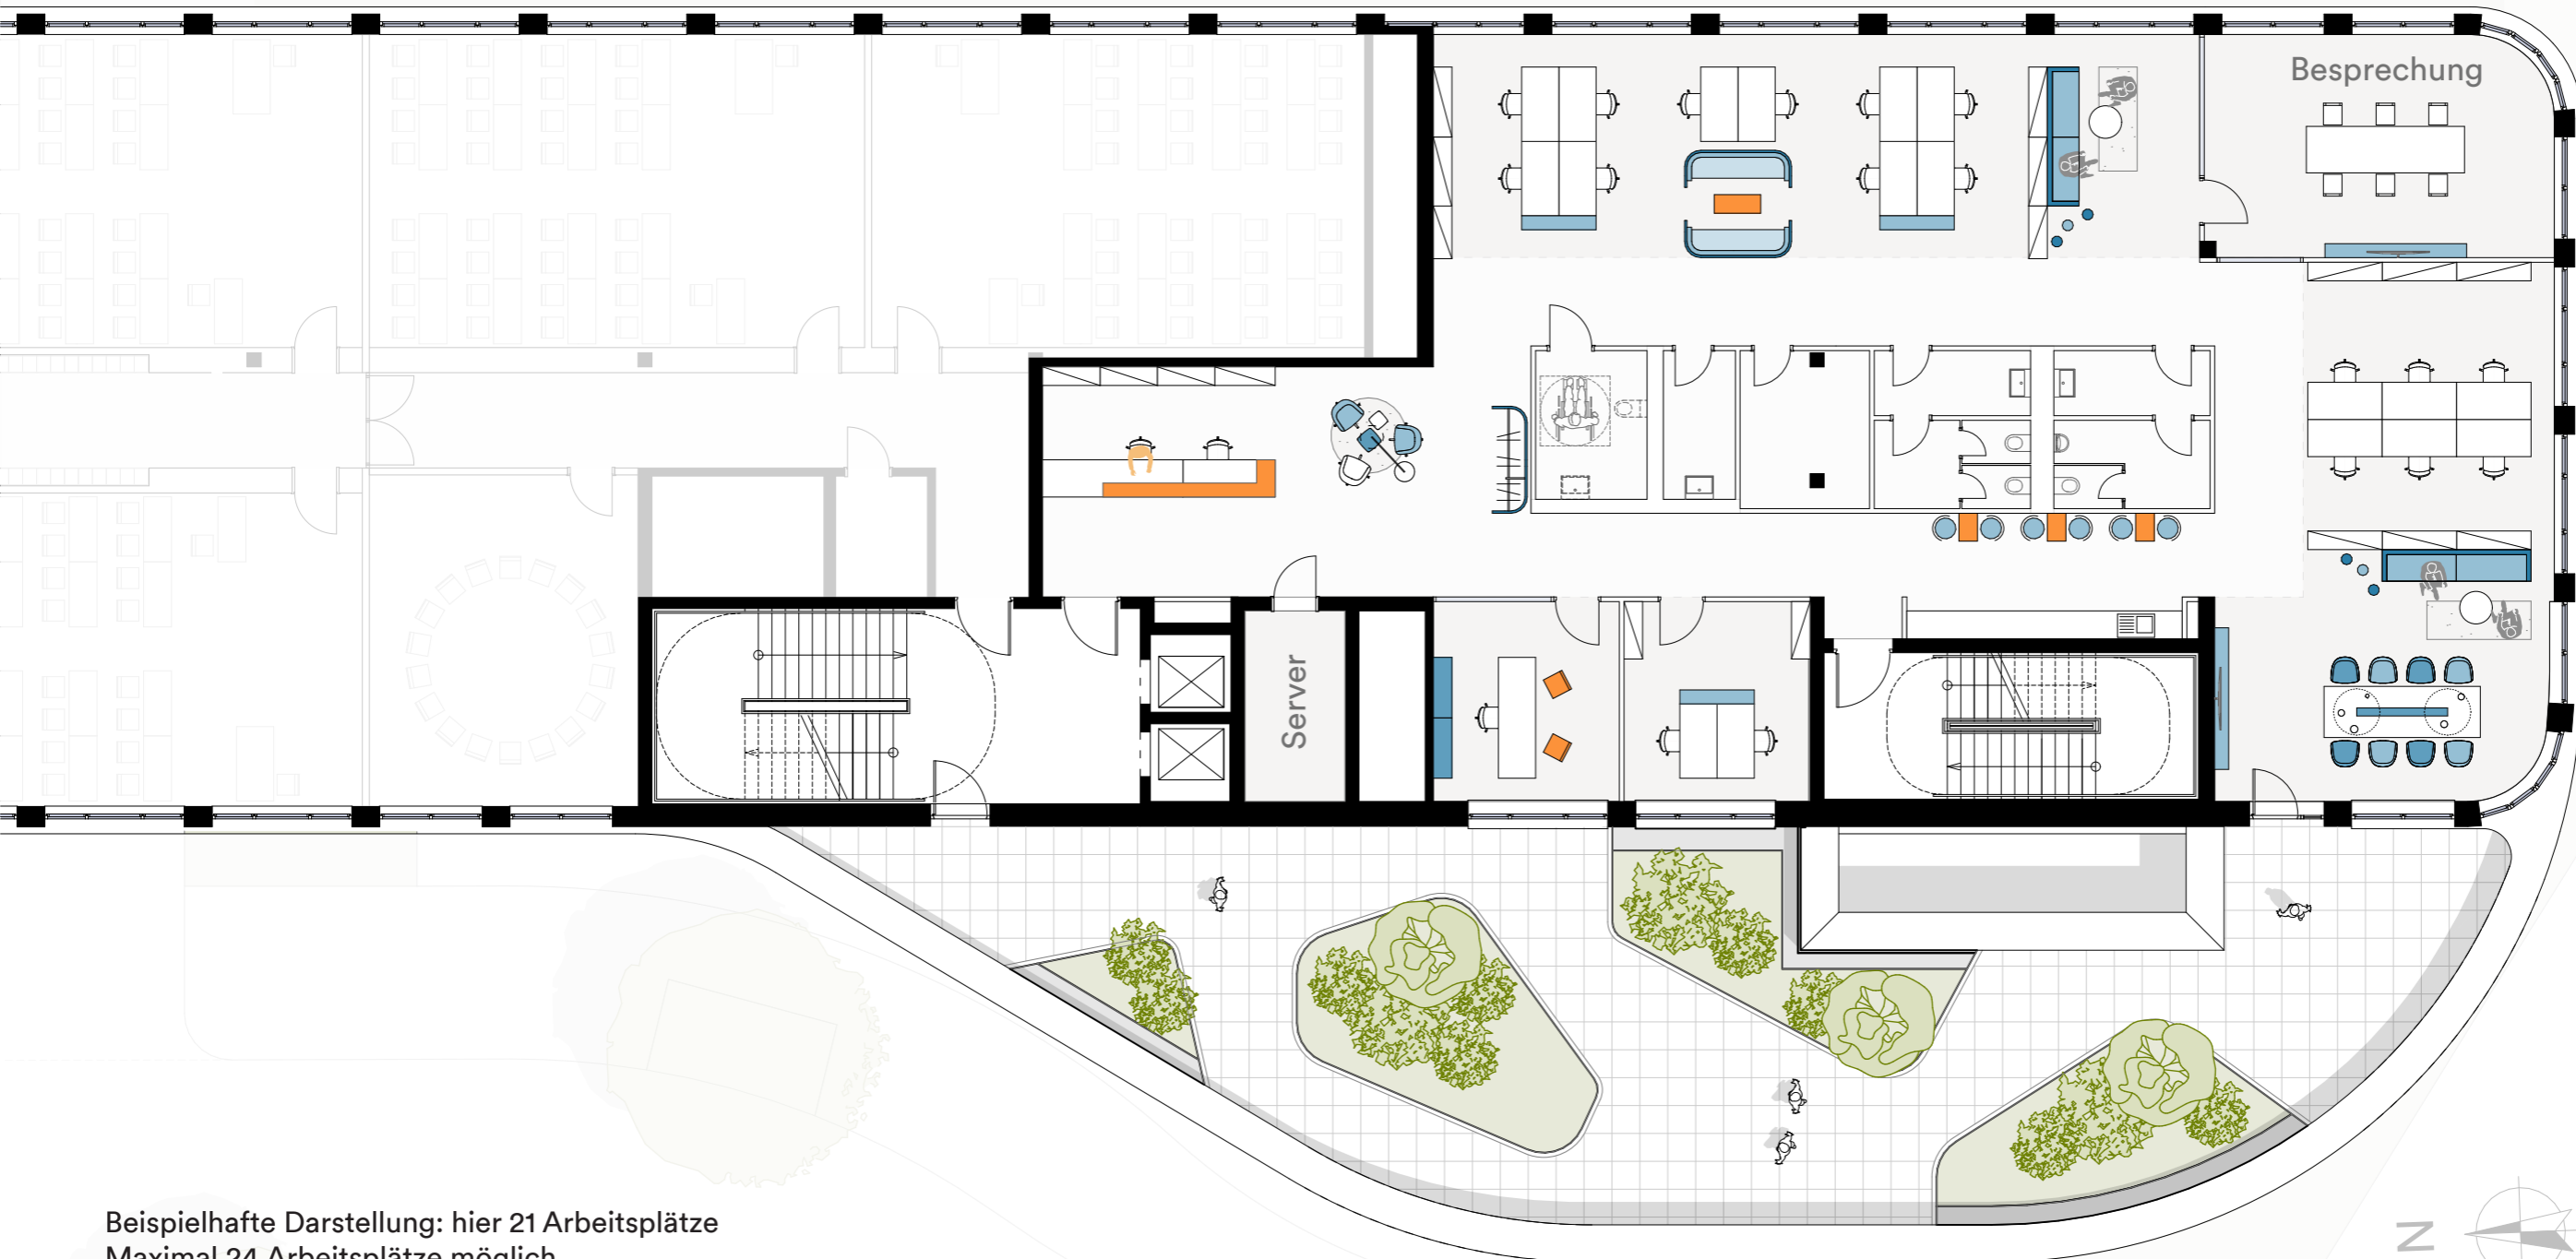 Besprechung
Server
Beispielhafte Darstellung: hier 21 Arbeitsplätze
Maximal 24 Arbeitsplätze möglich
N